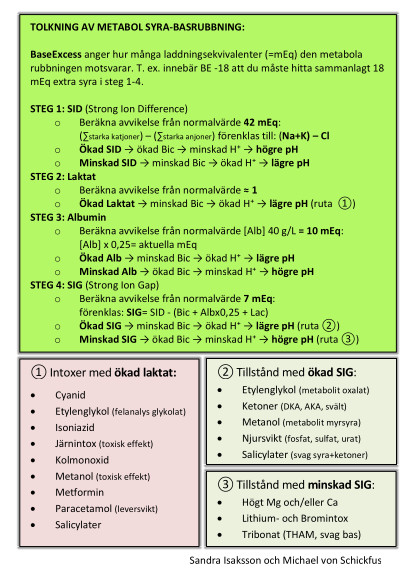 TOLKNING AV METABOL SYRA-BASRUBBNING:
BaseExcess anger hur många laddningsekvivalenter (=mEq) den metabola
rubbningen motsvarar. T. ex. innebär BE -18 att du måste hitta sammanlagt 18
mEq extra syra i steg 1-4.
STEG 1: SID (Strong Ion Difference)
o Beräkna avvikelse från normalvärde 42 mEq:
(∑starka katjoner) – (∑starka anjoner) förenklas till: (Na+K) – Cl
o Ökad SID → ökad Bic → minskad H⁺ → högre pH
o Minskad SID → minskad Bic → ökad H⁺ → lägre pH
STEG 2: Laktat
o Beräkna avvikelse från normalvärde ≈ 1
o Ökad Laktat → minskad Bic → ökad H⁺ → lägre pH (ruta ①)
STEG 3: Albumin
o Beräkna avvikelse från normalvärde [Alb] 40 g/L = 10 mEq:
[Alb] x 0,25= aktuella mEq
o Ökad Alb → minskad Bic → ökad H⁺ → lägre pH
o Minskad Alb → ökad Bic → minskad H⁺ → högre pH
STEG 4: SIG (Strong Ion Gap)
o Beräkna avvikelse från normalvärde 7 mEq:
förenklas: SIG= SID - (Bic + Albx0,25 + Lac)
o Ökad SIG → minskad Bic → ökad H⁺ → lägre pH (ruta ②)
o Minskad SIG → ökad Bic → minskad H⁺ → högre pH (ruta ③)
① Intoxer med ökad laktat:
• Cyanid
• Etylenglykol (felanalys glykolat)
• Isoniazid
• Järnintox (toxisk effekt)
• Kolmonoxid
• Metanol (toxisk effekt)
• Metformin
• Paracetamol (leversvikt)
• Salicylater
② Tillstånd med ökad SIG:
• Etylenglykol (metabolit oxalat)
• Ketoner (DKA, AKA, svält)
• Metanol (metabolit myrsyra)
• Njursvikt (fosfat, sulfat, urat)
• Salicylater (svag syra+ketoner)
③ Tillstånd med minskad SIG:
• Högt Mg och/eller Ca
• Lithium- och Bromintox
• Tribonat (THAM, svag bas)
Sandra Isaksson och Michael von Schickfus